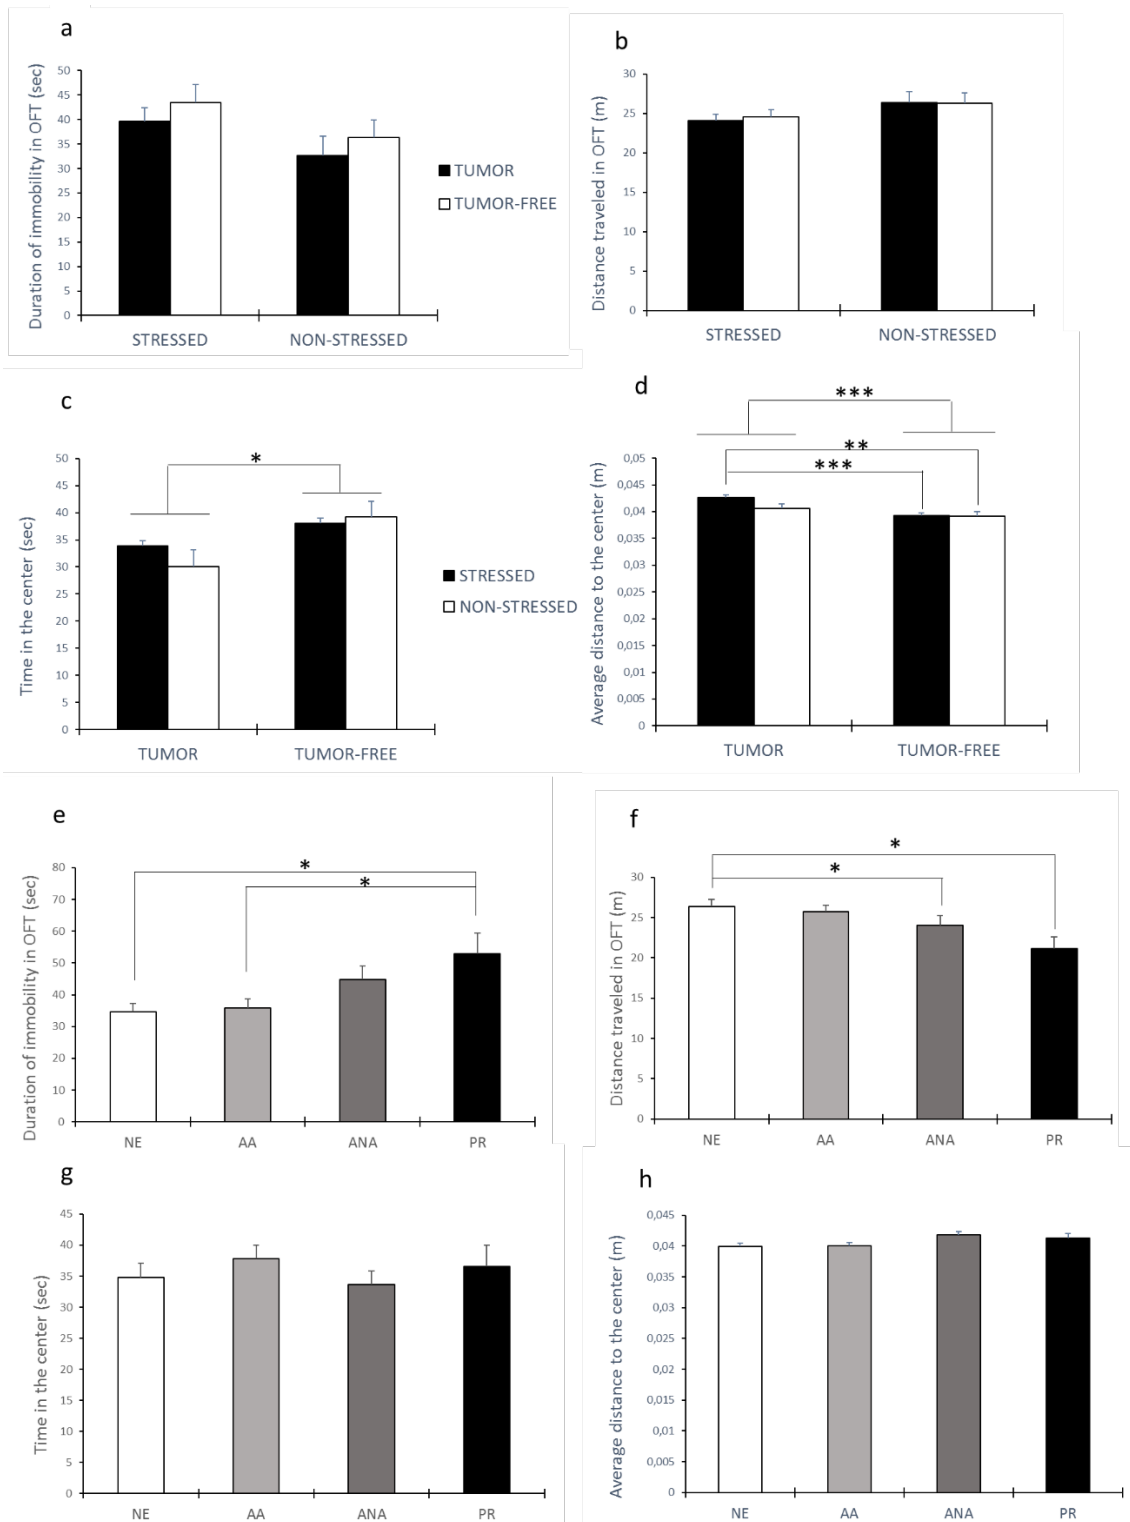 a
Duration of immobility in OFT (sec)
50
45
40
35
30
25
20
15
10
5
0
STRESSED
NON-STRESSED
TUMOR
TUMOR-FREE
b
Distance traveled in OFT (m)
30
25
20
15
10
5
0
STRESSED
NON-STRESSED
c
Time in the center (sec)
50
45
40
35
30
25
20
15
10
5
0
*
TUMOR
TUMOR-FREE
STRESSED
NON-STRESSED
d
Average distance to the center (m)
0,05
0,045
0,04
0,035
0,03
0,025
0,02
0,015
0,01
0,005
0
***
**
***
TUMOR
TUMOR-FREE
e
Duration of immobility in OFT (sec)
80
70
60
50
40
30
20
10
0
*
*
NE
AA
ANA
PR
f
Distance traveled in OFT (m)
30
25
20
15
10
5
0
*
*
NE
AA
ANA
PR
g
Time in the center (sec)
45
40
35
30
25
20
15
10
5
0
NE
AA
ANA
PR
h
Average distance to the center (m)
0,045
0,04
0,035
0,03
0,025
0,02
0,015
0,01
0,005
0
NE
AA
ANA
PR